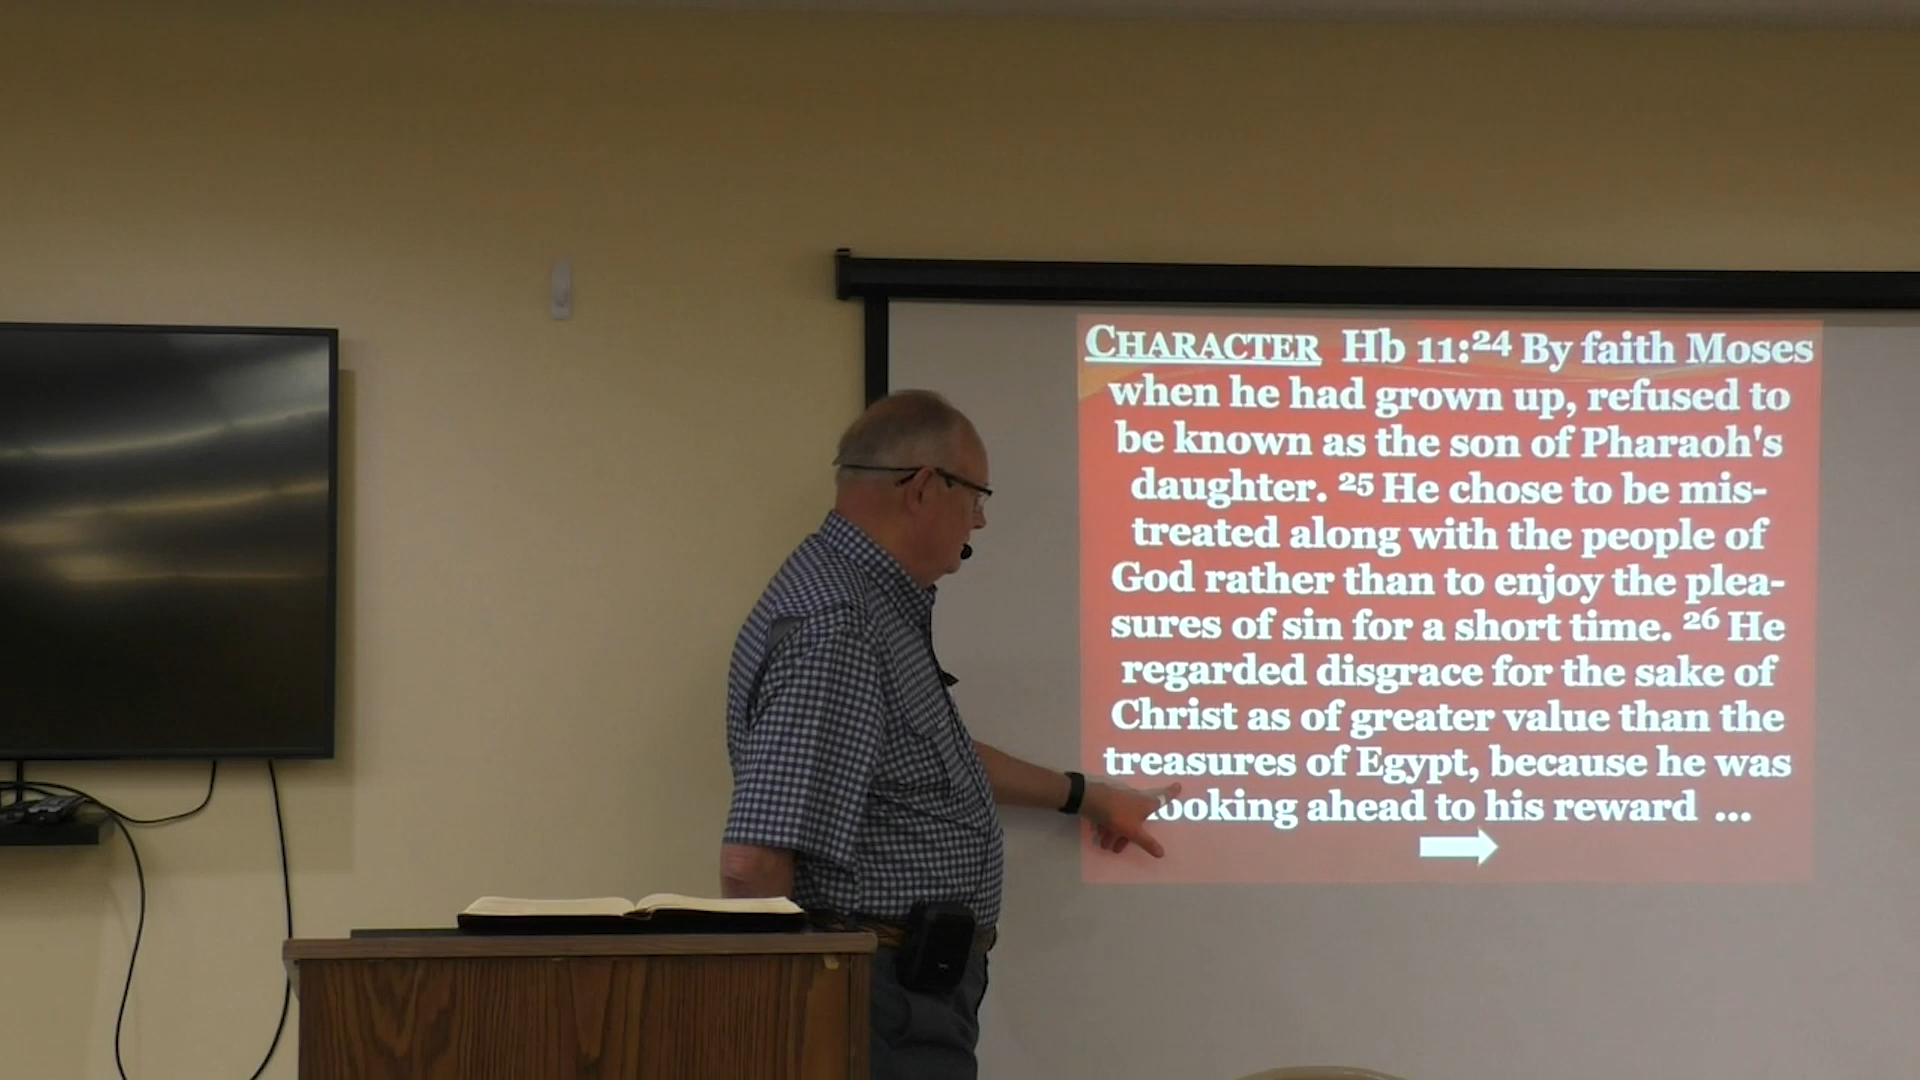 CHARACTER Hb 11:24 By faith Moses
when he had grown up, refused to
be known as the son of Pharaoh's
daughter. 25 He chose to be mis-
treated along with the people of
God rather than to enjoy the plea-
sures of sin for a short time. 26 He
regarded disgrace for the sake of
Christ as of greater value than the
treasures of Egypt, because he was
looking ahead to his reward ...